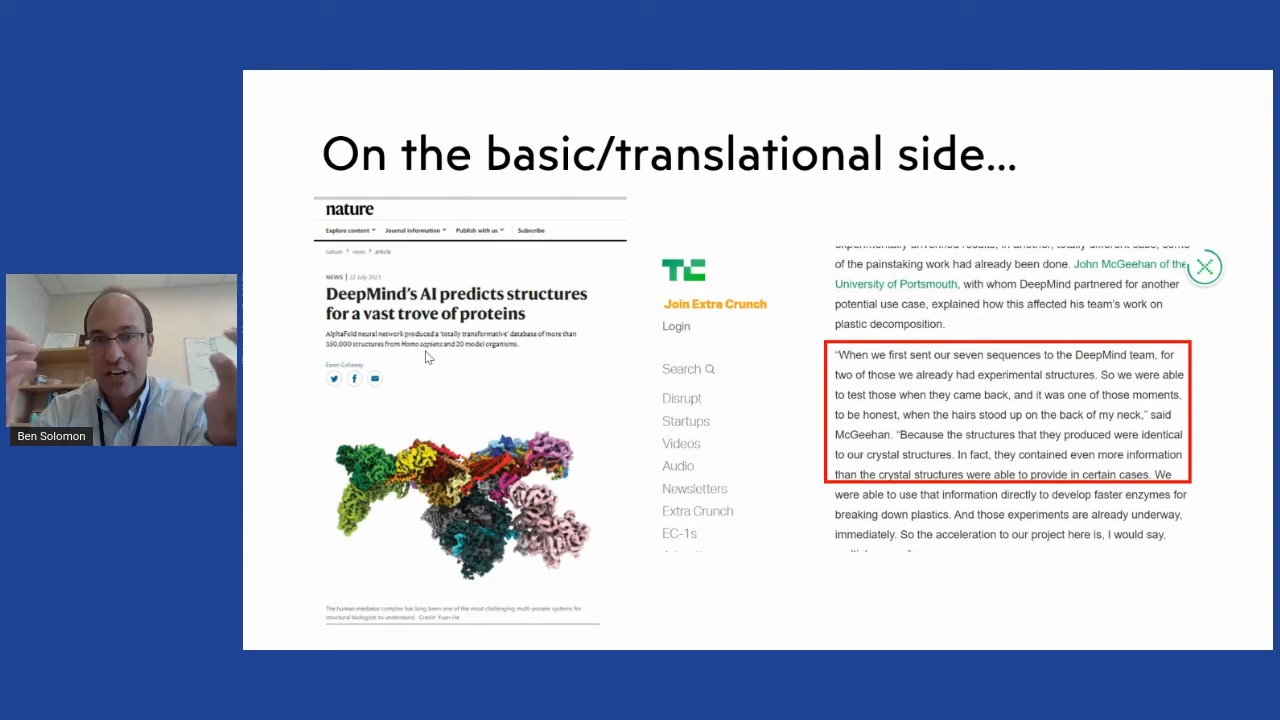 On the basic/translational side...
nature
Explore content Journal information Publish with us Subscribe
nature > news > article
NEWS | 22 July 2021
DeepMind's AI predicts structures
for a vast trove of proteins
AlphaFold neural network produced a 'totally transformative' database of more than
350,000 structures from Homo sapiens and 20 model organisms.
Ewen Callaway
The human mediator complex has long been one of the most challenging multi-protein systems for
structural biologists to understand. Credit: Yuan He
TC
Join Extra Crunch
Login
Search
Disrupt
Startups
Videos
Audio
Newsletters
Extra Crunch
EC-1s
experimentally unverified results, in another, totally different case, some
of the painstaking work had already been done. John McGeehan of the
University of Portsmouth, with whom DeepMind partnered for another
potential use case, explained how this affected his team's work on
plastic decomposition.
“When we first sent our seven sequences to the DeepMind team, for
two of those we already had experimental structures. So we were able
to test those when they came back, and it was one of those moments,
to be honest, when the hairs stood up on the back of my neck,” said
McGeehan. “Because the structures that they produced were identical
to our crystal structures. In fact, they contained even more information
than the crystal structures were able to provide in certain cases. We
were able to use that information directly to develop faster enzymes for
breaking down plastics. And those experiments are already underway,
immediately. So the acceleration to our project here is, I would say,
Ben Solomon